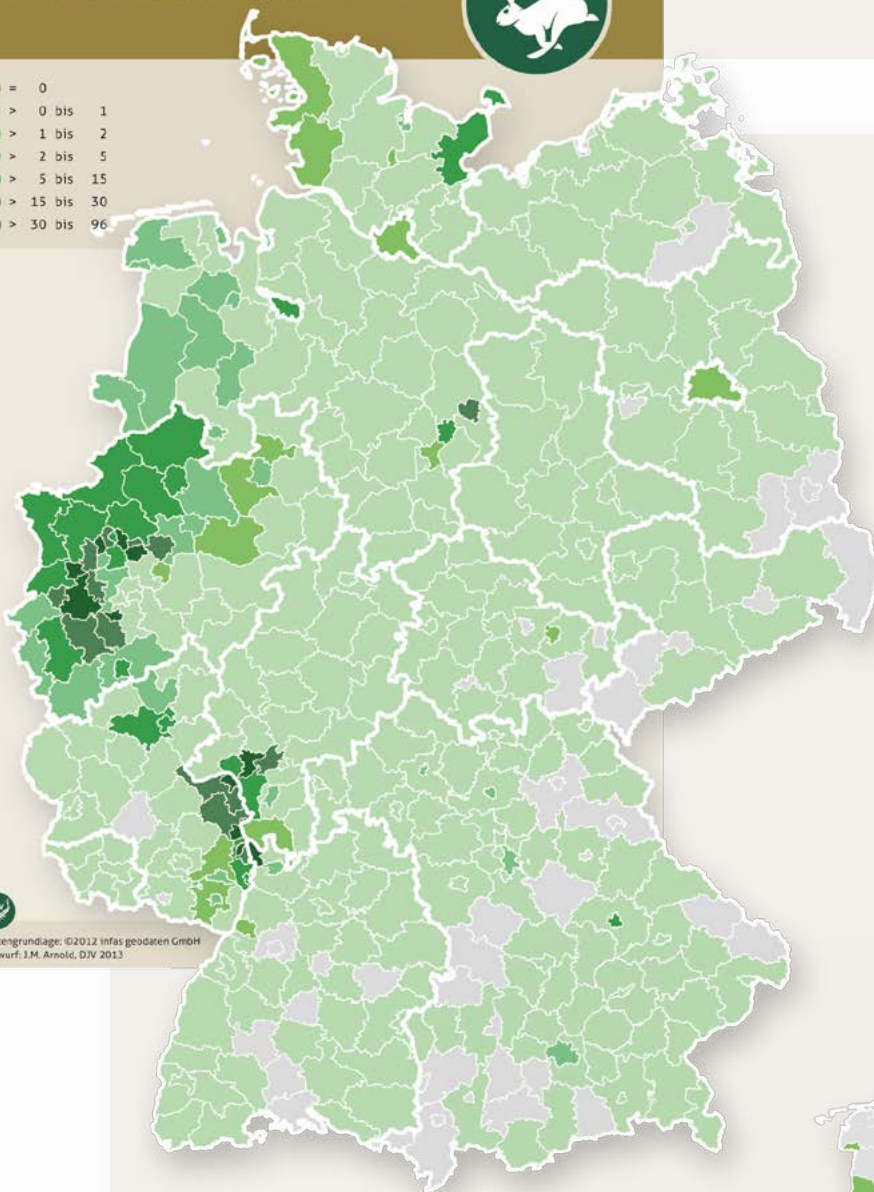 = 0
> 0 bis 1
> 1 bis 2
> 2 bis 5
> 5 bis 15
> 15 bis 30
> 30 bis 96
tengrundlage: ©2012 infas geodaten GmbH
wurf: J.M. Arnold, DJV 2013